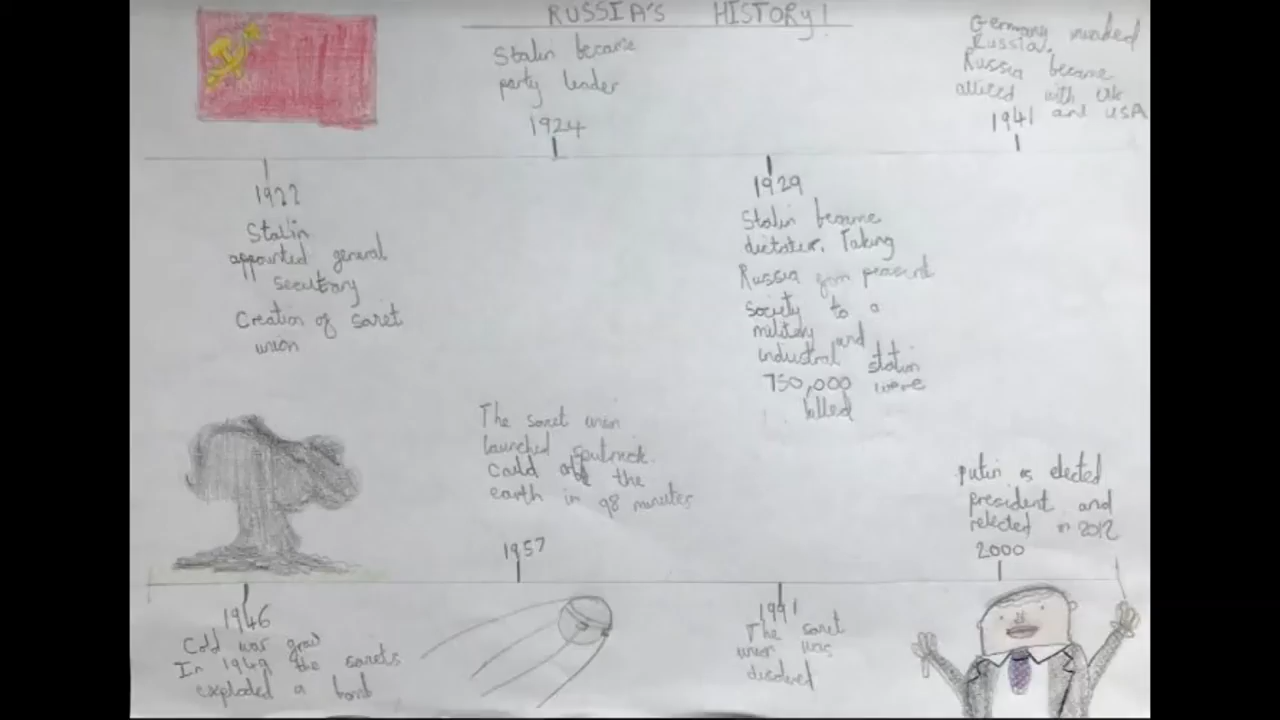 RUSSIA'S HISTORY!
Stalin became
party leader
1924
Germany invaded
Russia.
Russia became
allied with UK
and USA
1941
1922
Stalin
appointed general
secutary
Creation of soviet
union
1929
Stalin became
dictator. Taking
Russia from peasent
society to a
military and
industrial station
750,000 were
killed
The soviet union
launched Sputnick.
Could orbit the
earth in 98 minutes
1957
Putin is elected
president and
relected in 2012
2000
1946
Cold war grew
In 1949 the soviets
exploded a bomb
1991
The soviet
union was
disolved